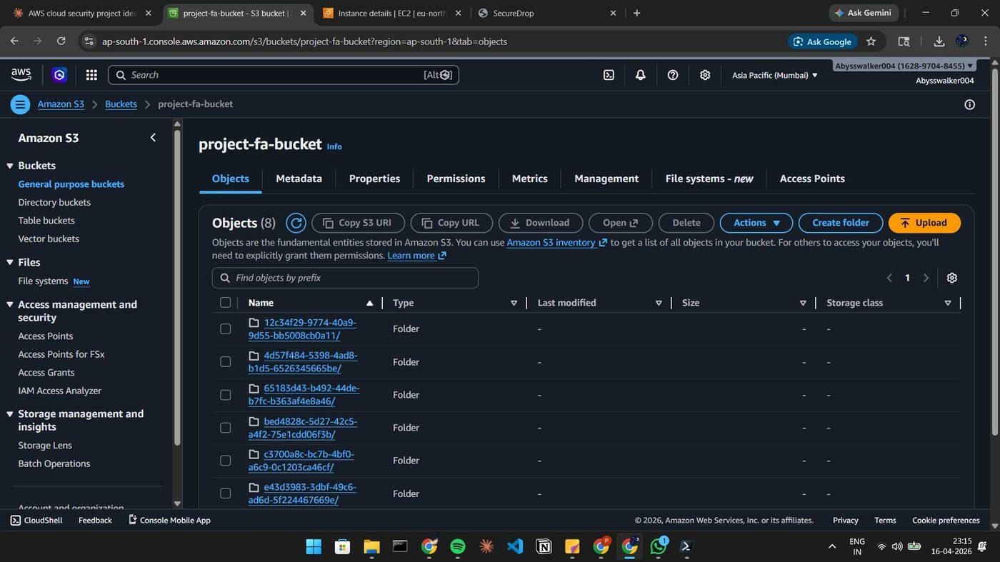 AWS cloud security project idea
project-fa-bucket - S3 bucket |
Instance details | EC2 | eu-north
SecureDrop
Ask Gemini
ap-south-1.console.aws.amazon.com/s3/buckets/project-fa-bucket?region=ap-south-1&tab=objects
Ask Google
aws
Search
[Alt
Asia Pacific (Mumbai)
Abysswalker004 (1628-9704-8455)
Abysswalker004
Amazon S3
Buckets
project-fa-bucket
Amazon S3
Buckets
General purpose buckets
Directory buckets
Table buckets
Vector buckets
Files
File systems New
Access management and
security
Access Points
Access Points for FSx
Access Grants
IAM Access Analyzer
Storage management and
insights
Storage Lens
Batch Operations
Account and organization
project-fa-bucket Info
Objects
Metadata
Properties
Permissions
Metrics
Management
File systems - new
Access Points
Objects (8)
Copy S3 URI
Copy URL
Download
Open
Delete
Actions
Create folder
Upload
Objects are the fundamental entities stored in Amazon S3. You can use Amazon S3 inventory to get a list of all objects in your bucket. For others to access your objects, you'll
need to explicitly grant them permissions. Learn more
Find objects by prefix
1
Name Type Last modified Size Storage class
12c34f29-9774-40a9-
9d55-bb5008cb0a11/
Folder - - -
4d57f484-5398-4ad8-
b1d5-6526345665be/
Folder - - -
65183d43-b492-44de-
b7fc-b363af4e8a46/
Folder - - -
bed4828c-5d27-42c5-
a4f2-75e1cdd06f3b/
Folder - - -
c3700a8c-bc7b-4bf0-
a6c9-0c1203ca46cf/
Folder - - -
e43d3983-3dbf-49c6-
ad6d-5f224467669e/
Folder - - -
CloudShell
Feedback
Console Mobile App
© 2026, Amazon Web Services, Inc. or its affiliates.
Privacy
Terms
Cookie preferences
P
1
ENG
IN
23:15
16-04-2026